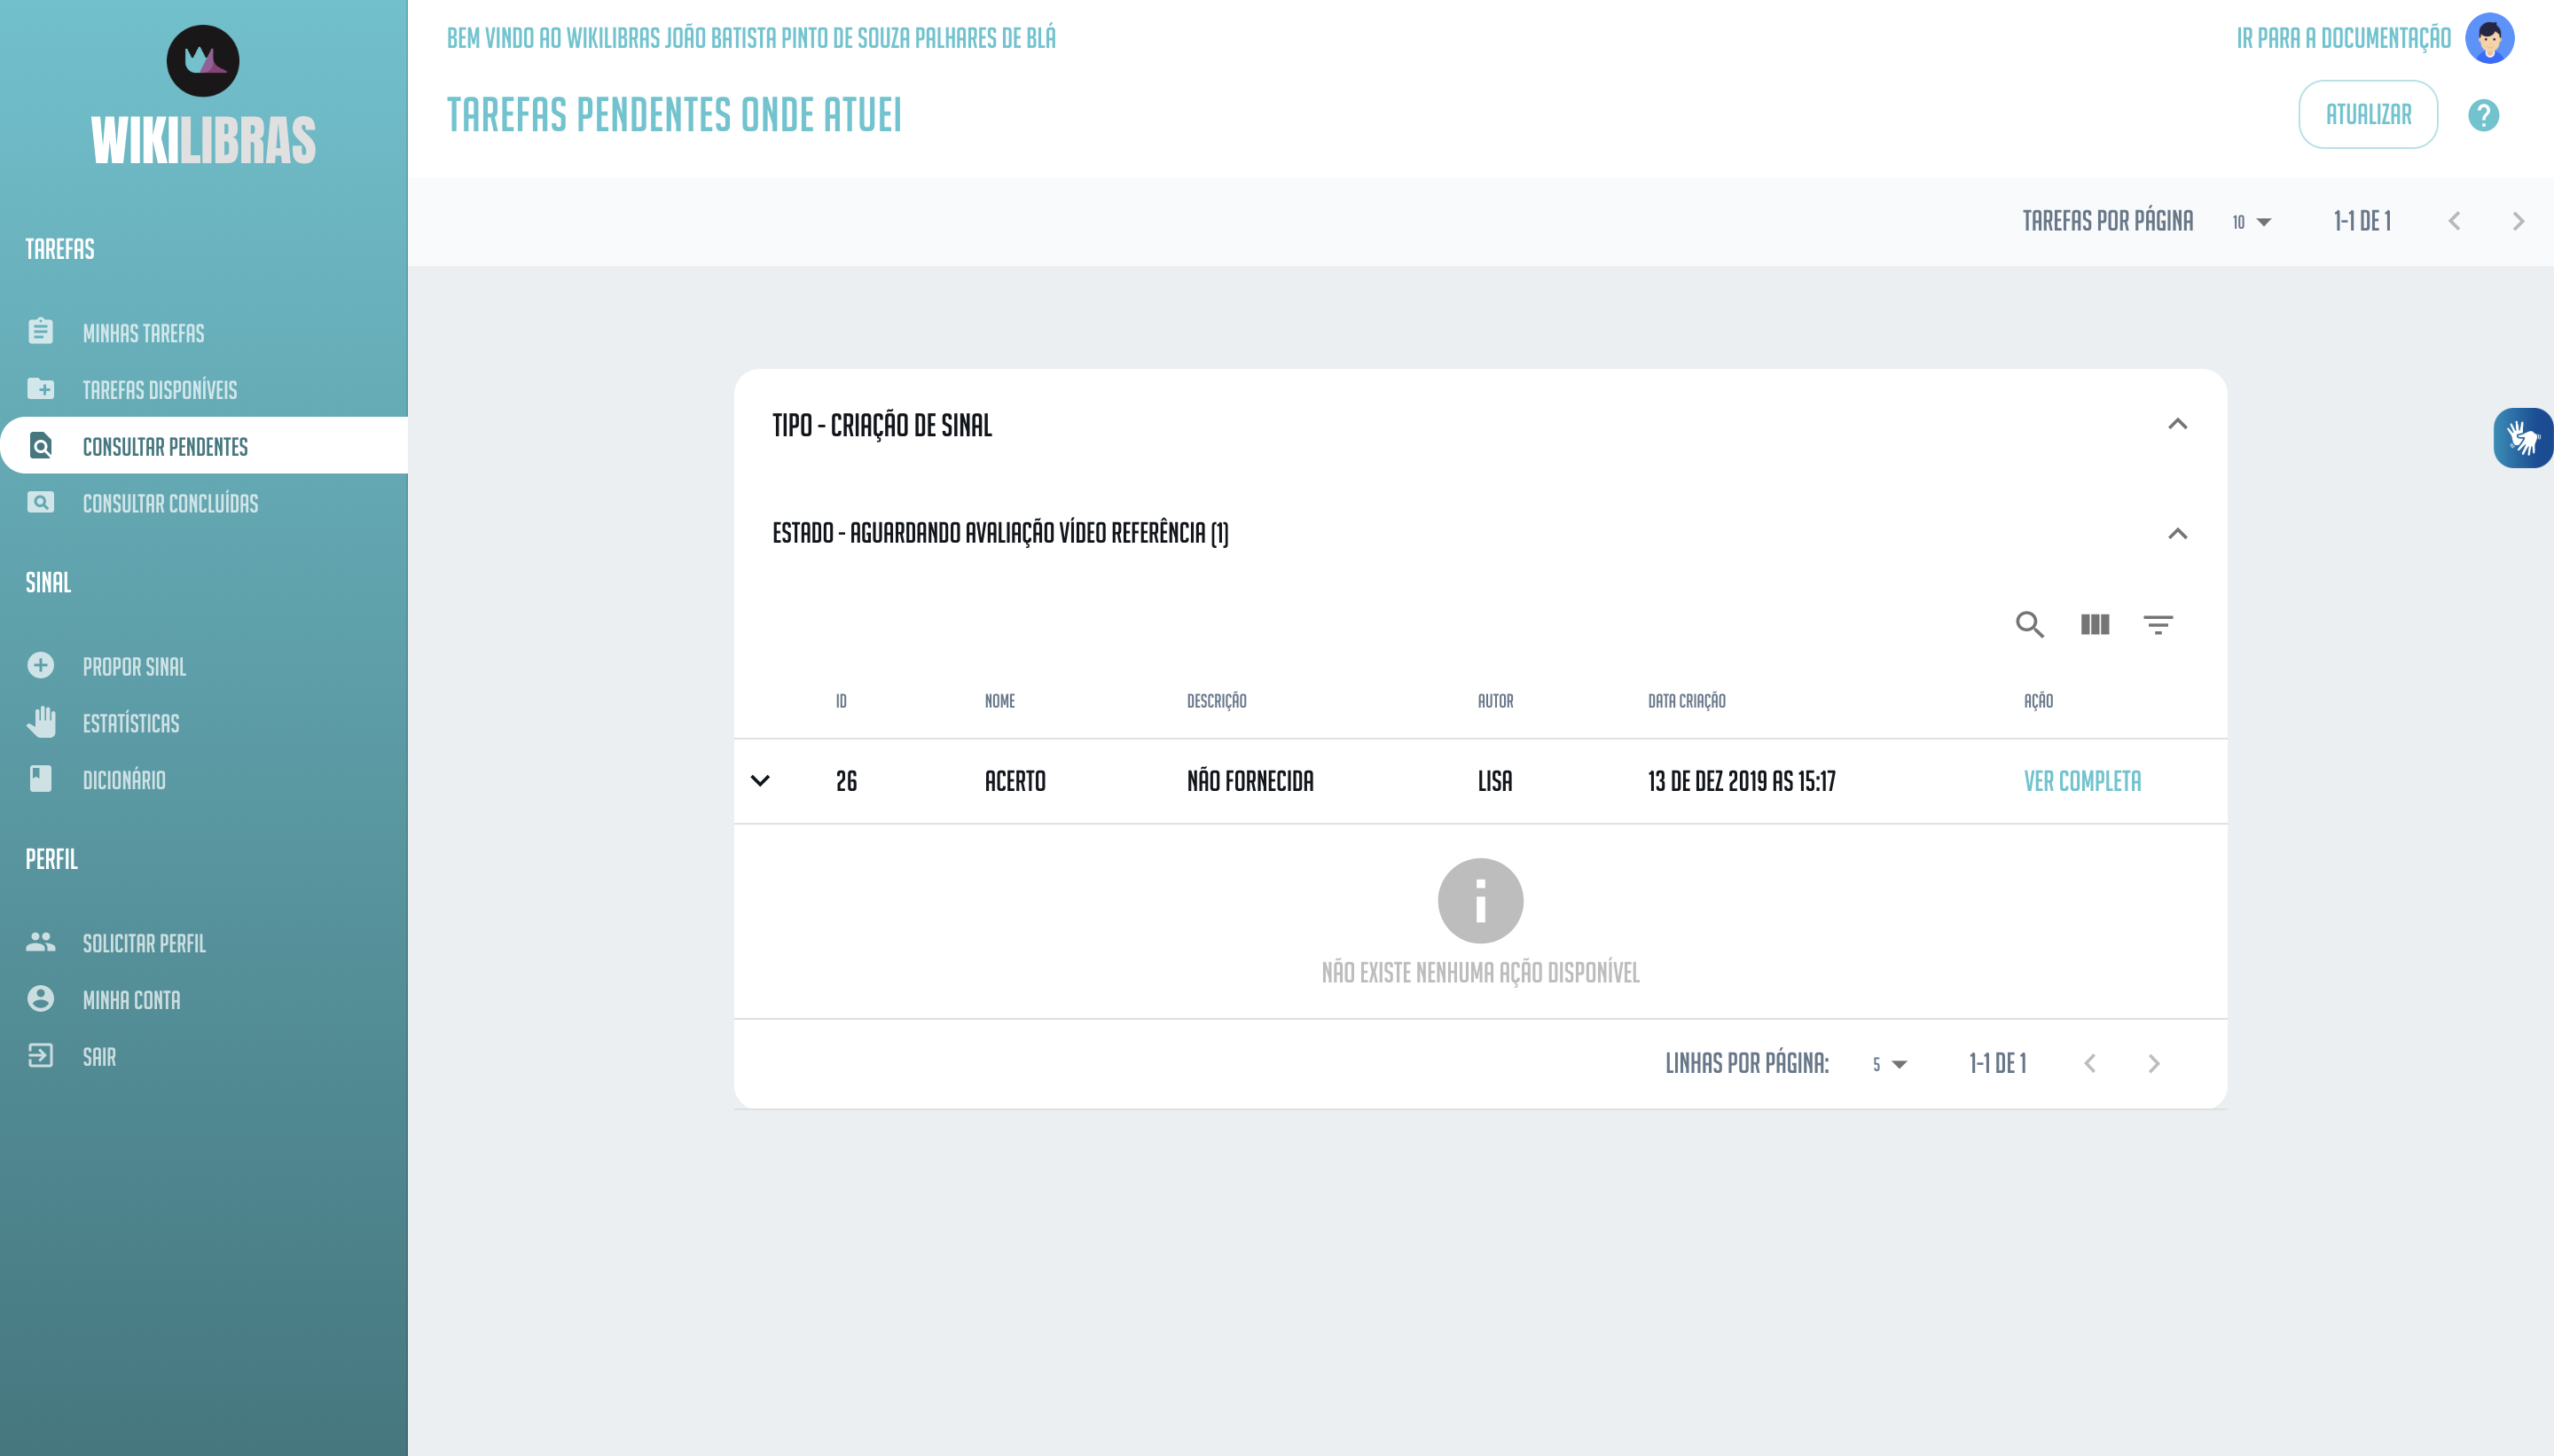 WIKILIBRAS
TAREFAS
MINHAS TAREFAS
TAREFAS DISPONÍVEIS
CONSULTAR PENDENTES
CONSULTAR CONCLUÍDAS
SINAL
PROPOR SINAL
ESTATÍSTICAS
DICIONÁRIO
PERFIL
SOLICITAR PERFIL
MINHA CONTA
SAIR
BEM VINDO AO WIKILIBRAS JOÃO BATISTA PINTO DE SOUZA PALHARES DE BLÁ
IR PARA A DOCUMENTAÇÃO
TAREFAS PENDENTES ONDE ATUEI
ATUALIZAR
TAREFAS POR PÁGINA 10 1-1 DE 1
TIPO - CRIAÇÃO DE SINAL
ESTADO - AGUARDANDO AVALIAÇÃO VÍDEO REFERÊNCIA (1)
ID NOME DESCRIÇÃO AUTOR DATA CRIAÇÃO AÇÃO
26 ACERTO NÃO FORNECIDA LISA 13 DE DEZ 2019 AS 15:17 VER COMPLETA
NÃO EXISTE NENHUMA AÇÃO DISPONÍVEL
LINHAS POR PÁGINA: 5 1-1 DE 1